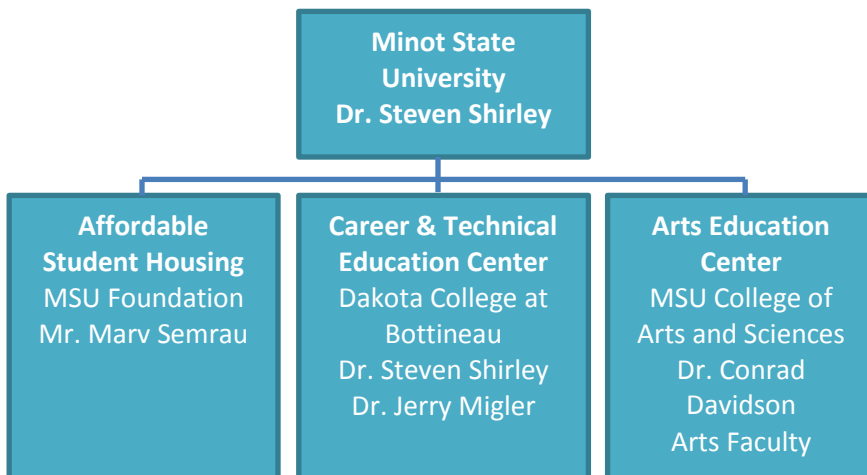 Minot State
University
Dr. Steven Shirley
Affordable
Student Housing
MSU Foundation
Mr. Marv Semrau
Career & Technical
Education Center
Dakota College at
Bottineau
Dr. Steven Shirley
Dr. Jerry Migler
Arts Education
Center
MSU College of
Arts and Sciences
Dr. Conrad
Davidson
Arts Faculty